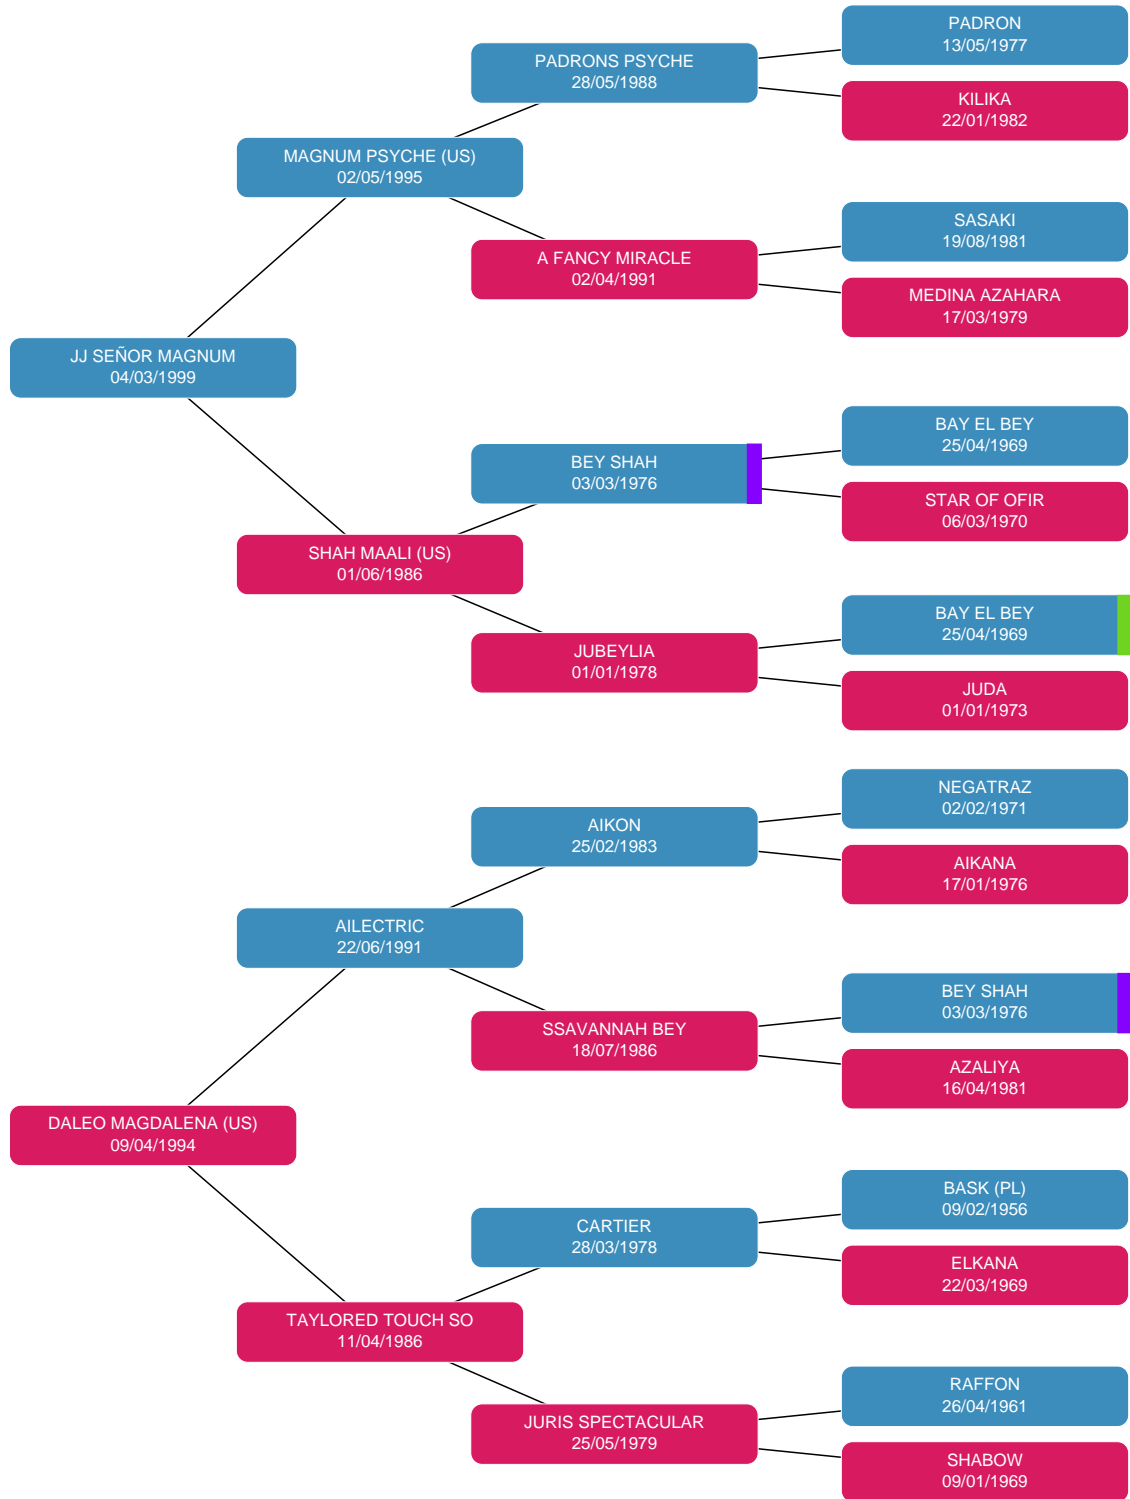 PADRON
13/05/1977
PADRONS PSYCHE
28/05/1988
KILIKA
22/01/1982
MAGNUM PSYCHE (US)
02/05/1995
SASAKI
19/08/1981
A FANCY MIRACLE
02/04/1991
MEDINA AZAHARA
17/03/1979
JJ SEÑOR MAGNUM
04/03/1999
BAY EL BEY
25/04/1969
BEY SHAH
03/03/1976
STAR OF OFIR
06/03/1970
SHAH MAALI (US)
01/06/1986
BAY EL BEY
25/04/1969
JUBEYLIA
01/01/1978
JUDA
01/01/1973
NEGATRAZ
02/02/1971
AIKON
25/02/1983
AIKANA
17/01/1976
AILECTRIC
22/06/1991
BEY SHAH
03/03/1976
SSAVANNAH BEY
18/07/1986
AZALIYA
16/04/1981
DALEO MAGDALENA (US)
09/04/1994
BASK (PL)
09/02/1956
CARTIER
28/03/1978
ELKANA
22/03/1969
TAYLORED TOUCH SO
11/04/1986
RAFFON
26/04/1961
JURIS SPECTACULAR
25/05/1979
SHABOW
09/01/1969